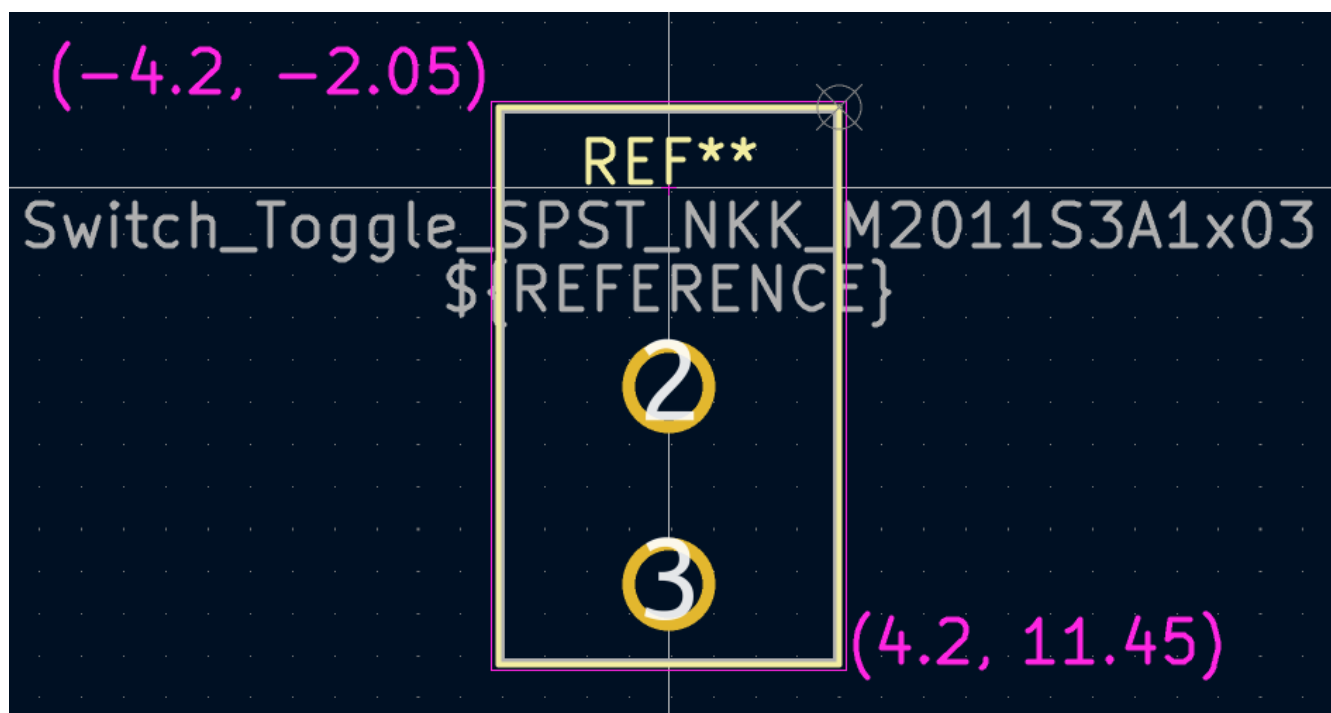 (-4.2, -2.05)
REF**
Switch_Toggle_SPST_NKK_M2011S3A1x03
${REFERENCE}
2
3
(4.2, 11.45)